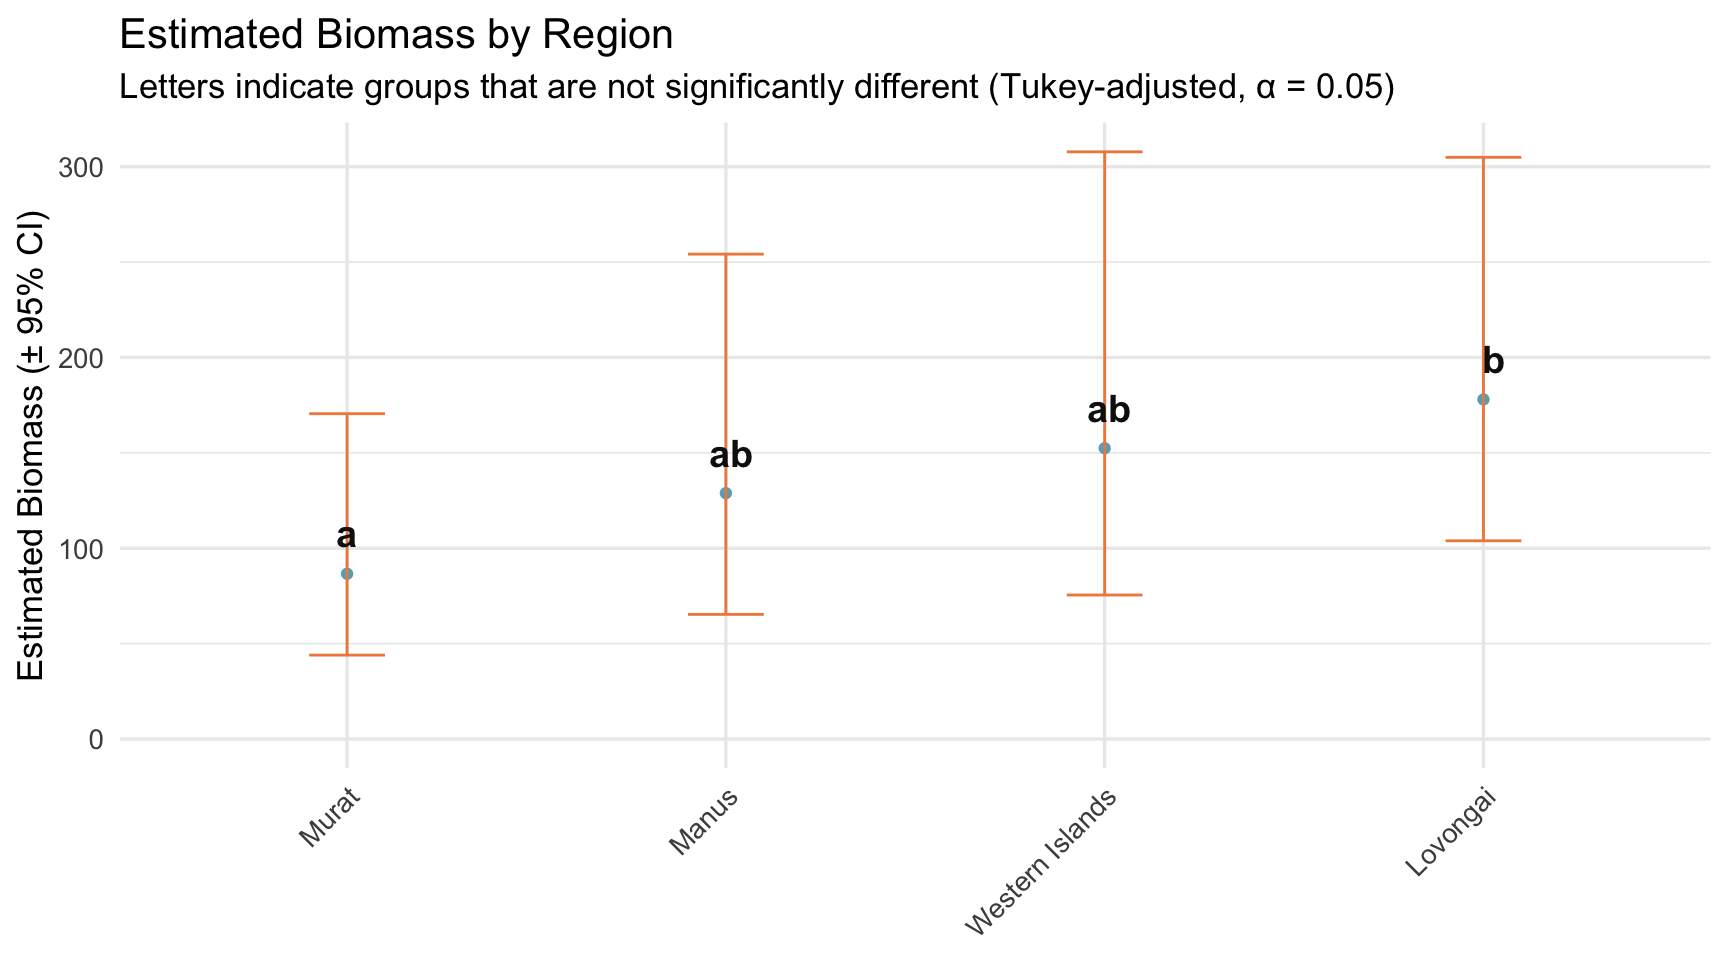 Estimated Biomass by Region
Letters indicate groups that are not significantly different (Tukey-adjusted, α = 0.05)
Estimated Biomass (± 95% CI)
300
200
100
0
a
ab
ab
b
Murat
Manus
Western Islands
Lovongai